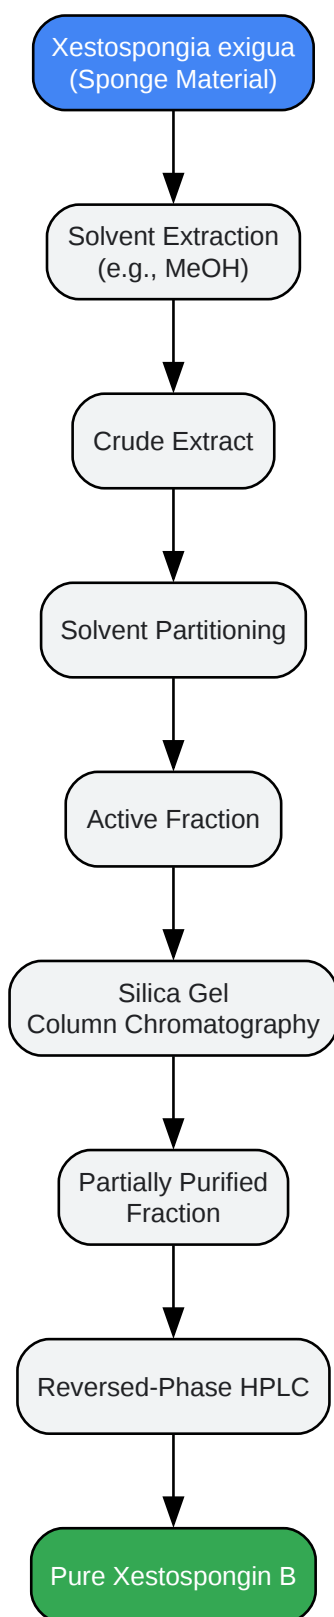 Xestospongia exigua
(Sponge Material)
Solvent Extraction
(e.g., MeOH)
Crude Extract
Solvent Partitioning
Active Fraction
Silica Gel
Column Chromatography
Partially Purified
Fraction
Reversed-Phase HPLC
Pure Xestospongin B